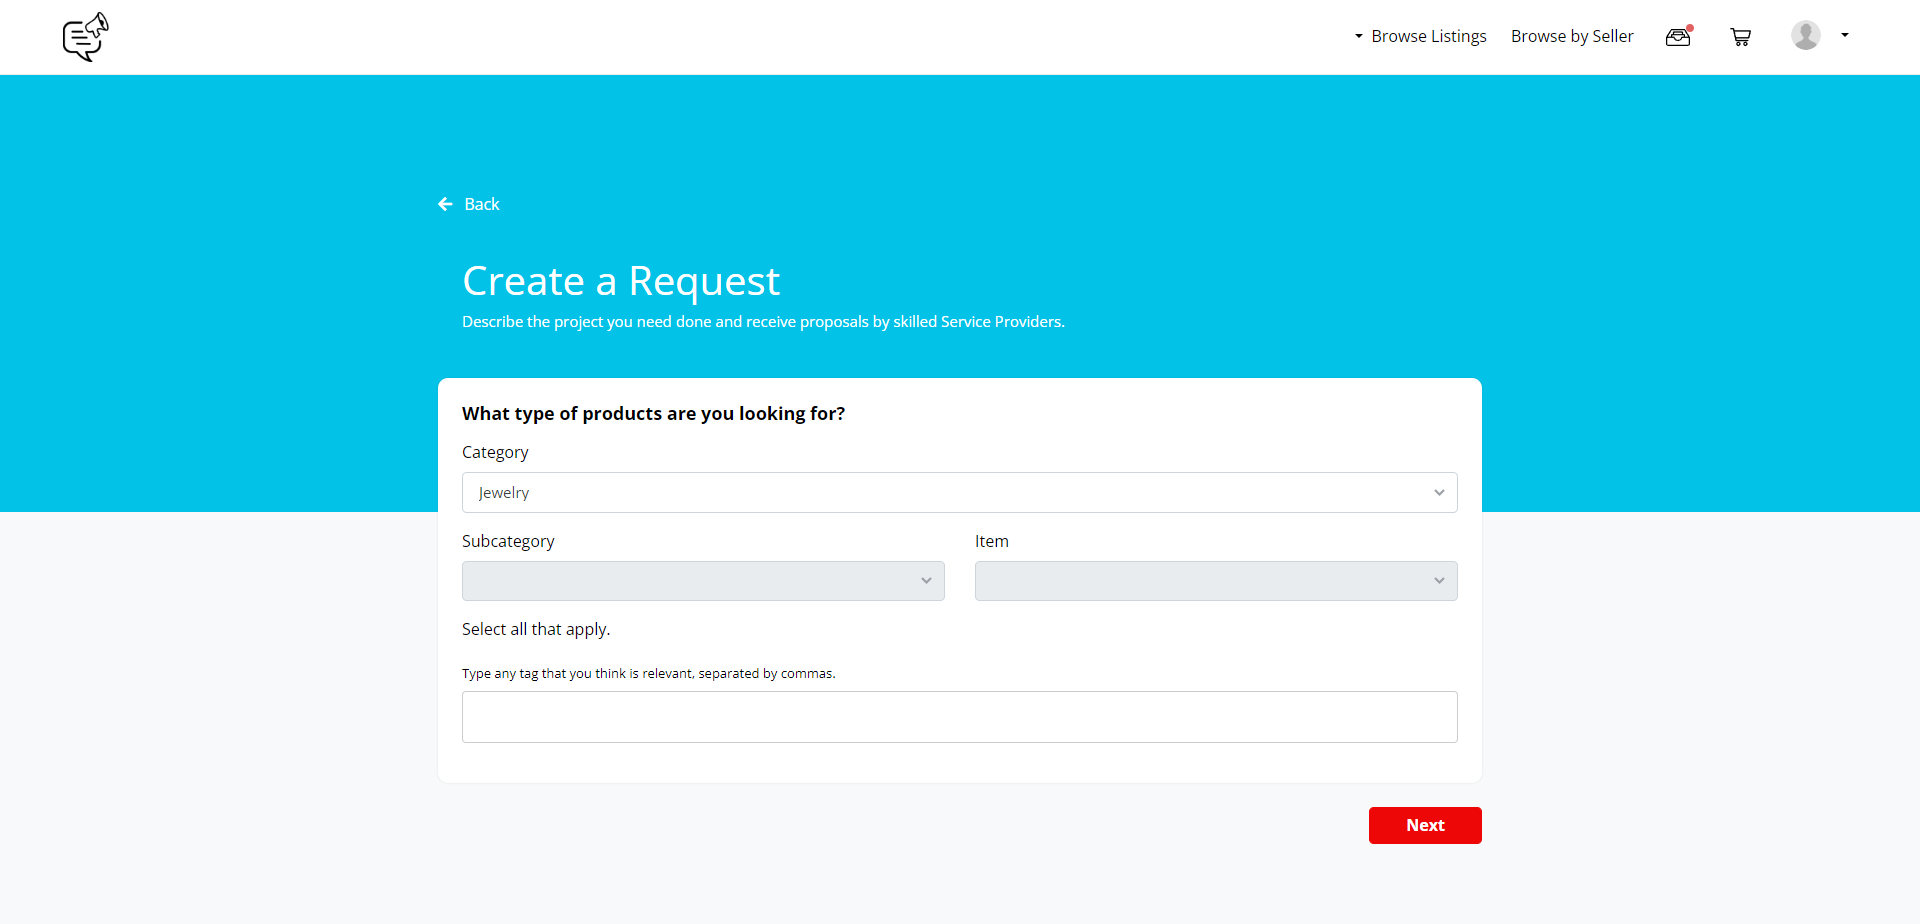 Browse Listings Browse by Seller
Back
Create a Request
Describe the project you need done and receive proposals by skilled Service Providers.
What type of products are you looking for?
Category
Jewelry
Subcategory Item
Select all that apply.
Type any tag that you think is relevant, separated by commas.
Next